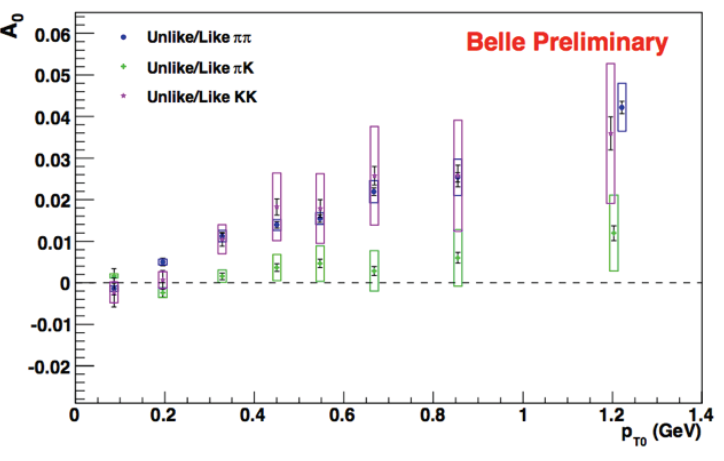 A0
0.06
0.05
0.04
0.03
0.02
0.01
0
-0.01
-0.02
Unlike/Like ππ
Unlike/Like πK
Unlike/Like KK
Belle Preliminary
0 0.2 0.4 0.6 0.8 1 1.2 1.4
pT0 (GeV)